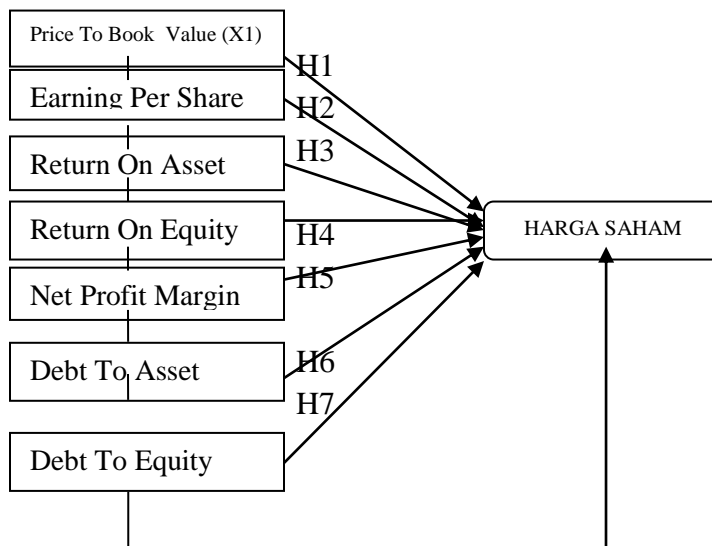 Price To Book Value (X1)
H1
Earning Per Share
H2
Return On Asset
H3
Return On Equity
H4
HARGA SAHAM
Net Profit Margin
H5
Debt To Asset
H6
H7
Debt To Equity